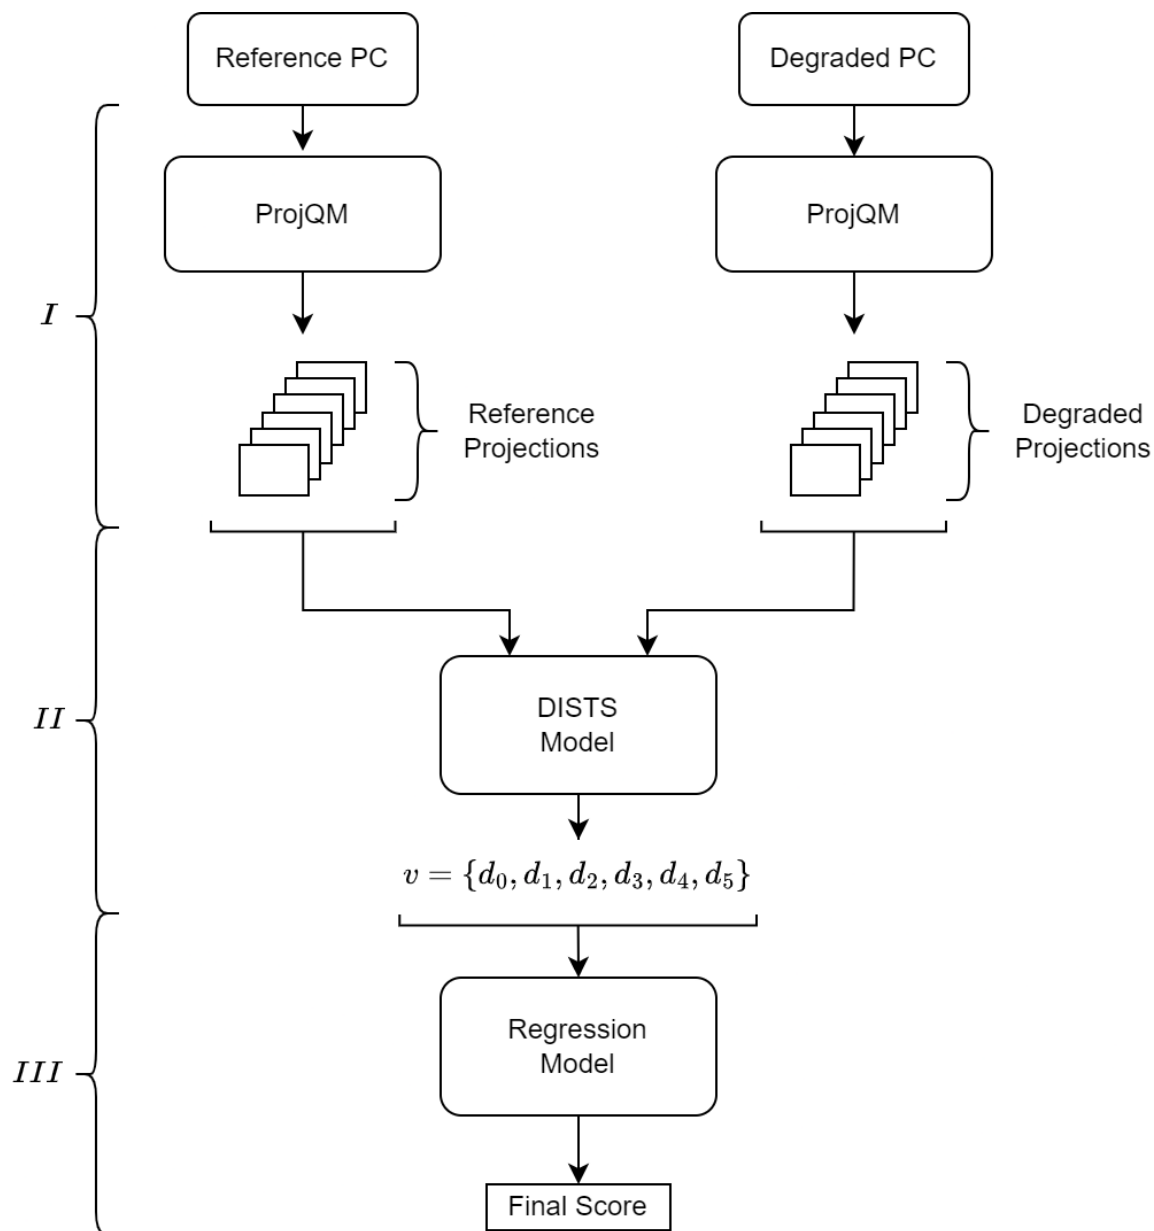 Reference PC
Degraded PC
ProjQM
ProjQM
I
Reference
Projections
Degraded
Projections
DISTS
Model
II
v = {d₀, d₁, d₂, d₃, d₄, d₅}
Regression
Model
III
Final Score